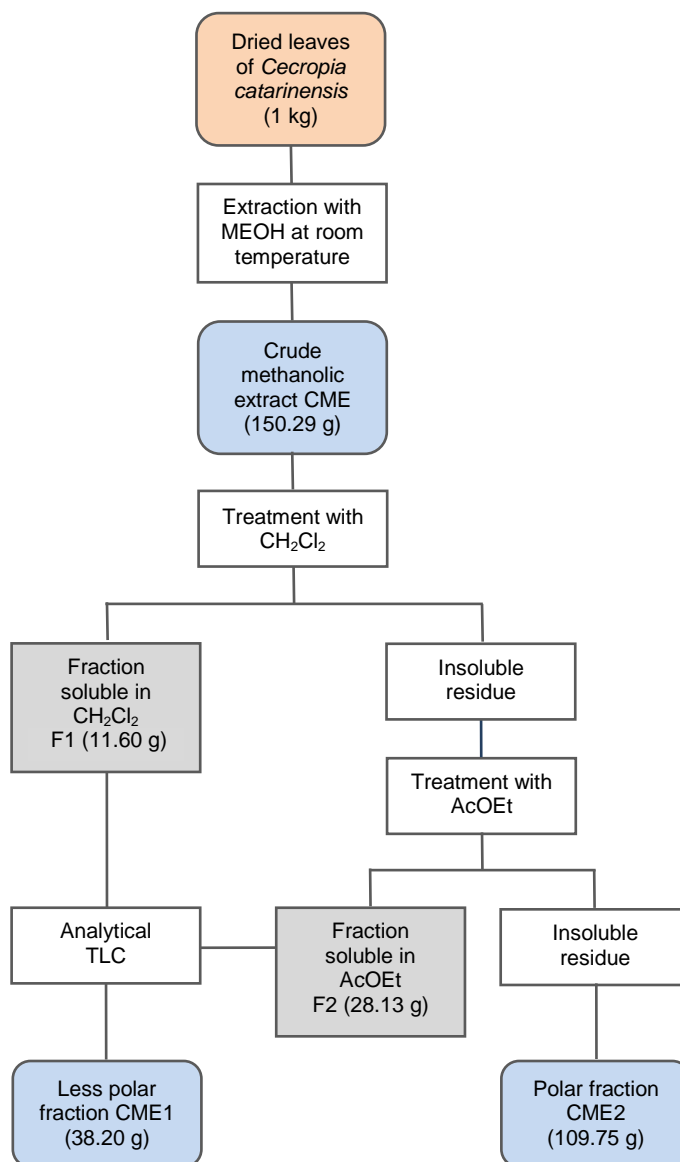 Dried leaves
of Cecropia
catarinensis
(1 kg)
Extraction with
MEOH at room
temperature
Crude
methanolic
extract CME
(150.29 g)
Treatment with
CH₂Cl₂
Fraction
soluble in
CH₂Cl₂
F1 (11.60 g)
Insoluble
residue
Treatment with
AcOEt
Analytical
TLC
Fraction
soluble in
AcOEt
F2 (28.13 g)
Insoluble
residue
Less polar
fraction CME1
(38.20 g)
Polar fraction
CME2
(109.75 g)